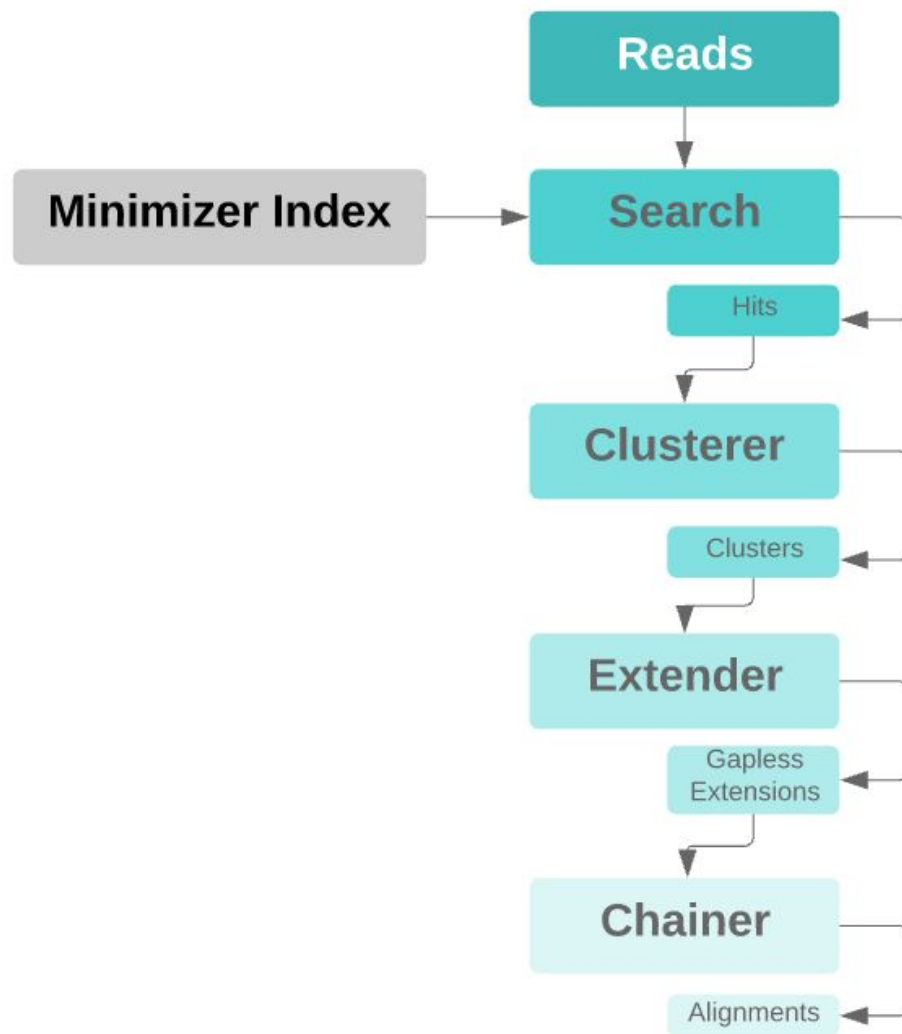 Reads
Minimizer Index
Search
Hits
Clusterer
Clusters
Extender
Gapless
Extensions
Chainer
Alignments